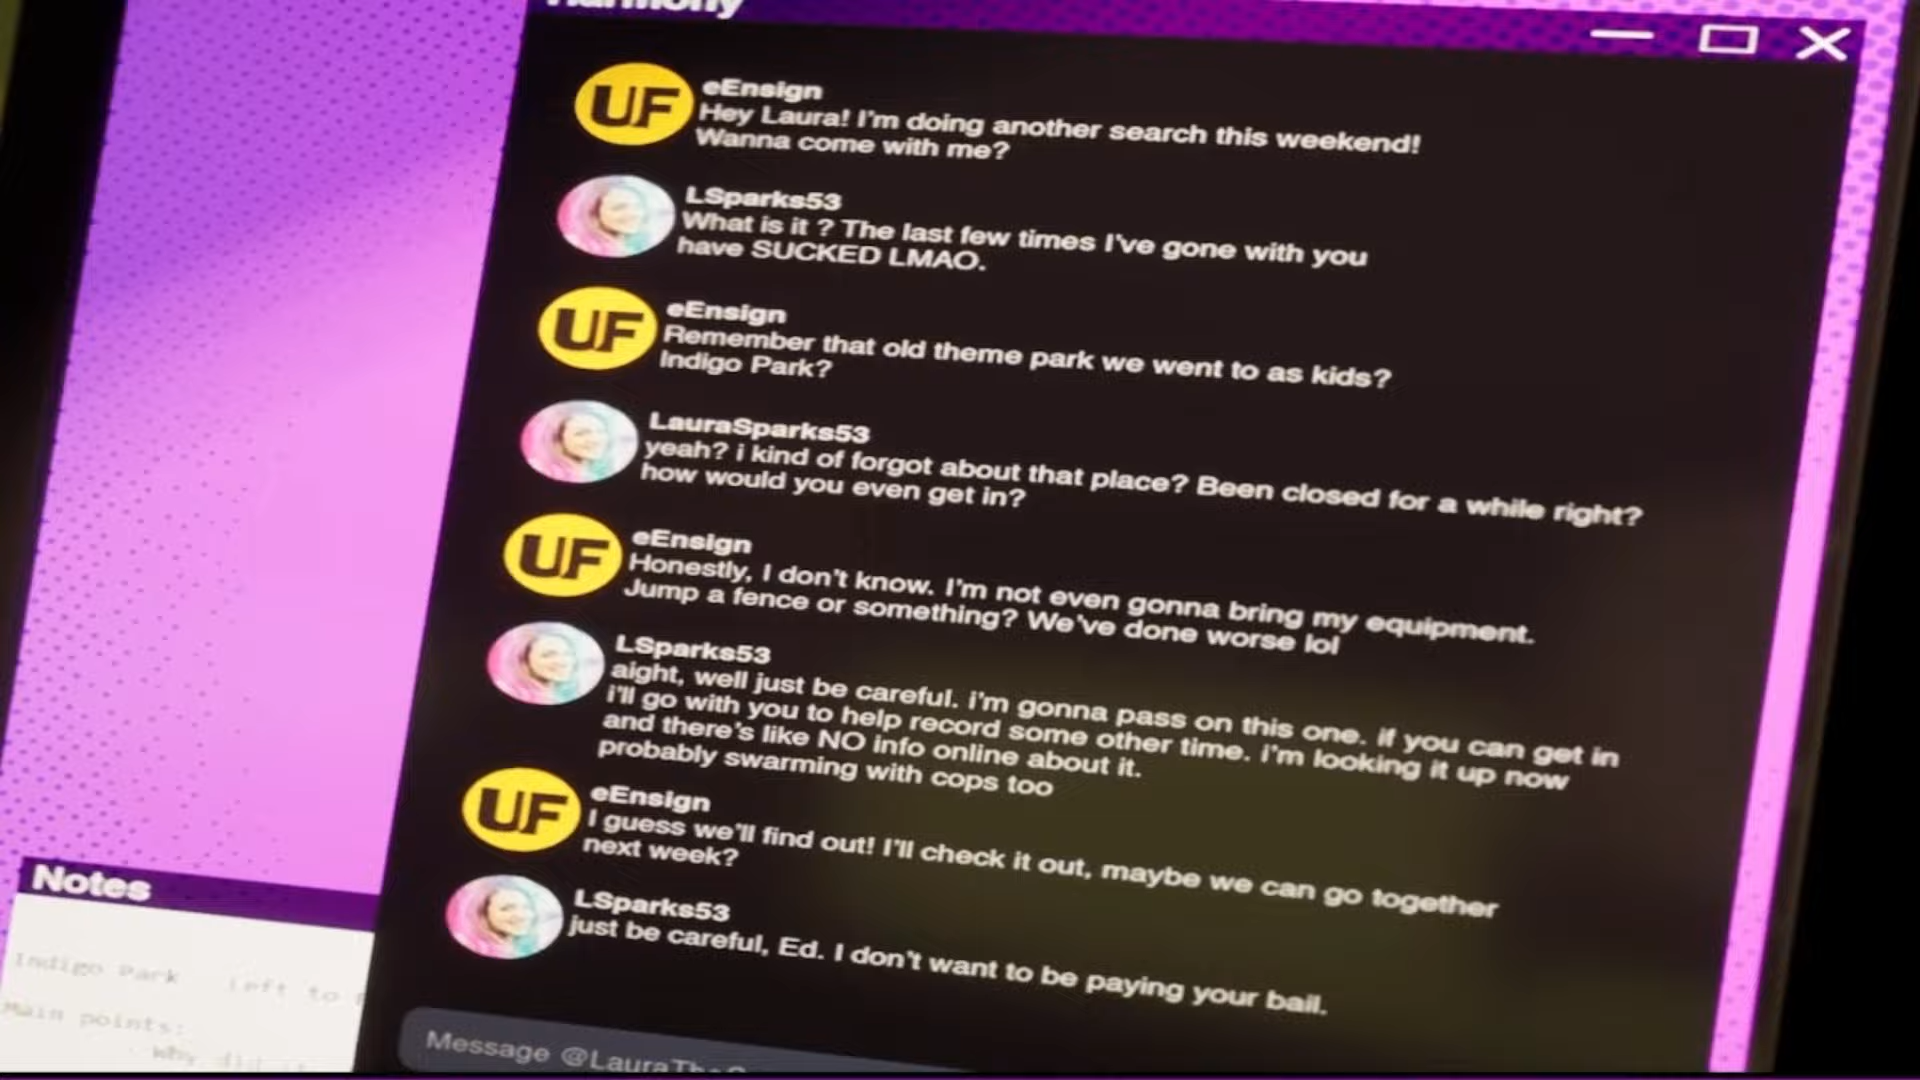 Harmony
UF
eEnsign
Hey Laura! I'm doing another search this weekend!
Wanna come with me?
LSparks53
What is it ? The last few times I've gone with you
have SUCKED LMAO.
UF
eEnsign
Remember that old theme park we went to as kids?
Indigo Park?
LauraSparks53
yeah? i kind of forgot about that place? Been closed for a while right?
how would you even get in?
UF
eEnsign
Honestly, I don't know. I'm not even gonna bring my equipment.
Jump a fence or something? We've done worse lol
LSparks53
aight, well just be careful. i'm gonna pass on this one. if you can get in
i'll go with you to help record some other time. i'm looking it up now
and there's like NO info online about it.
probably swarming with cops too
UF
eEnsign
I guess we'll find out! I'll check it out, maybe we can go together
next week?
LSparks53
just be careful, Ed. I don't want to be paying your bail.
Message @LauraThe
Notes
Indigo Park Left to
Main points:
Why did